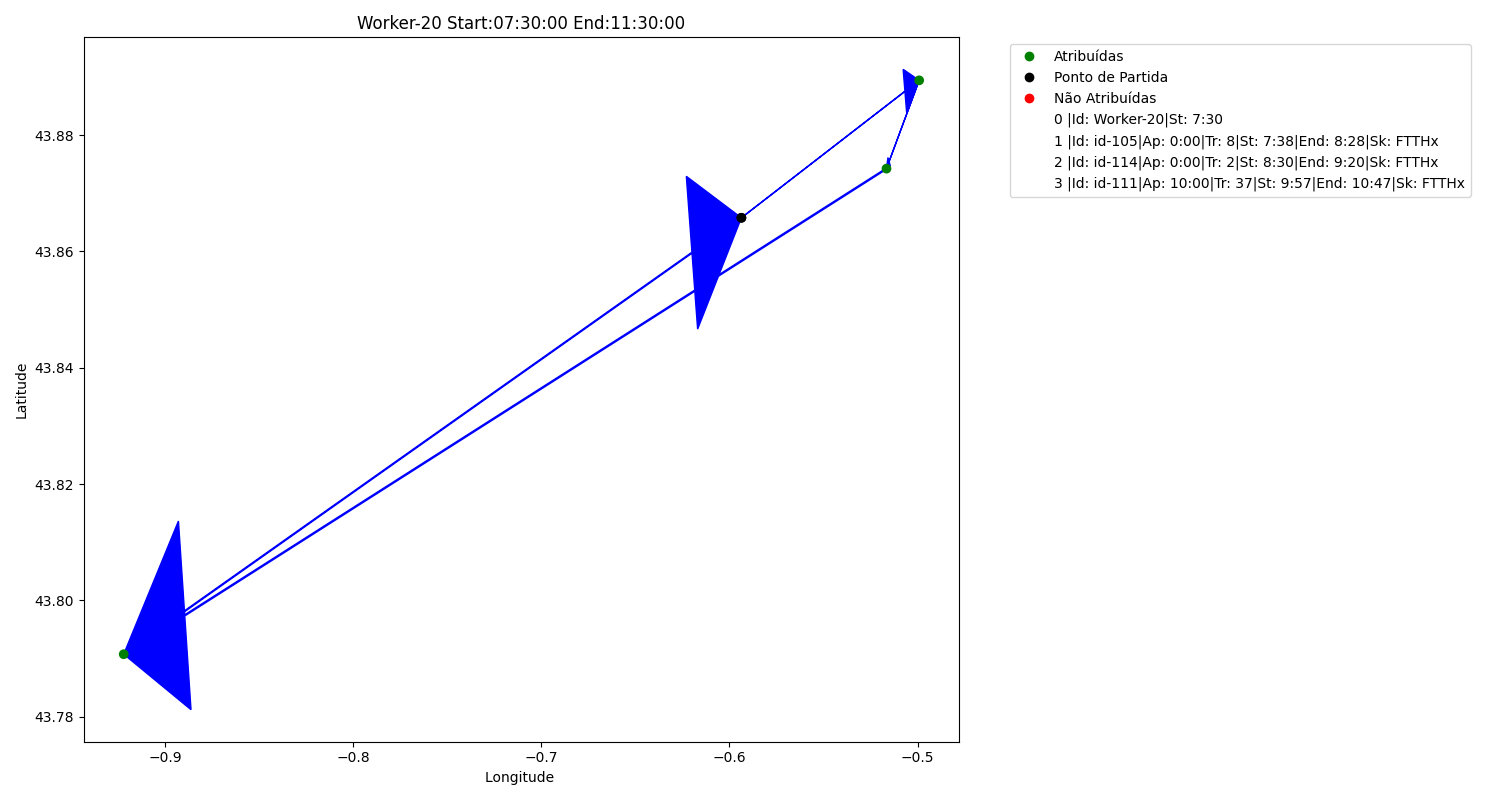 Worker-20 Start:07:30:00 End:11:30:00
Atribuídas
Ponto de Partida
Não Atribuídas
0 |Id: Worker-20|St: 7:30
1 |Id: id-105|Ap: 0:00|Tr: 8|St: 7:38|End: 8:28|Sk: FTTHx
2 |Id: id-114|Ap: 0:00|Tr: 2|St: 8:30|End: 9:20|Sk: FTTHx
3 |Id: id-111|Ap: 10:00|Tr: 37|St: 9:57|End: 10:47|Sk: FTTHx
43.88
43.86
43.84
43.82
43.80
43.78
Latitude
−0.9 −0.8 −0.7 −0.6 −0.5
Longitude